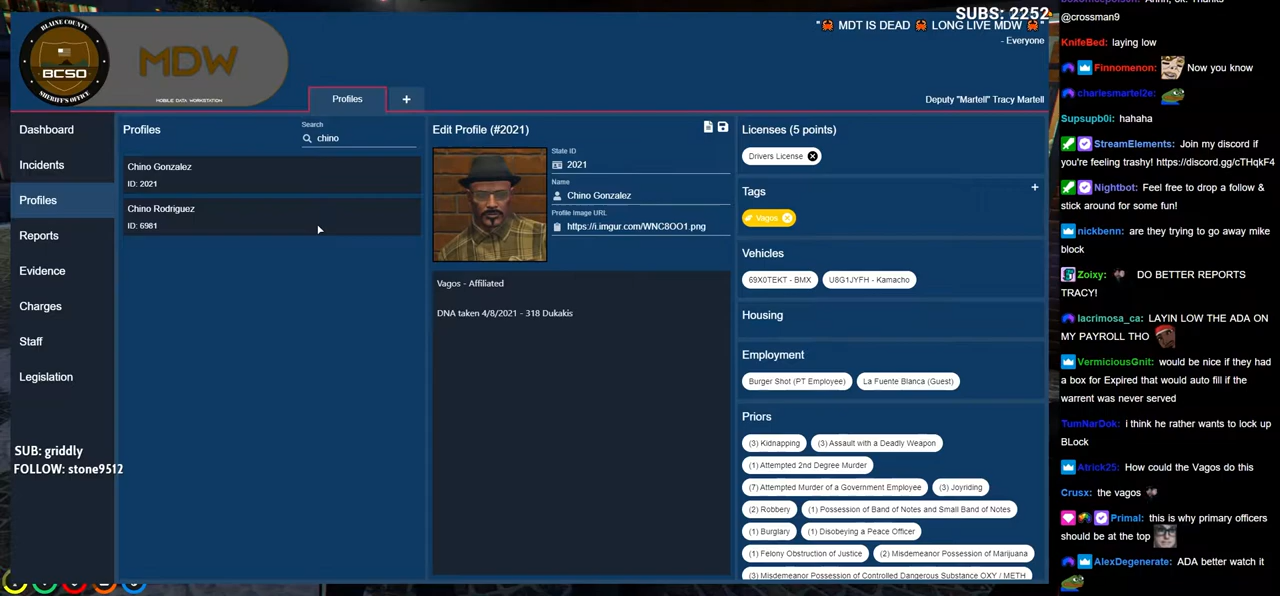 SUBS: 2252
" 🦀 MDT IS DEAD 🦀 LONG LIVE MDW 🦀 "
- Everyone
BLAINE COUNTY
BCSO
SHERIFF'S OFFICE
MDW
MOBILE DATA WORKSTATION
Profiles
+
Deputy "Martell" Tracy Martell
Dashboard
Incidents
Profiles
Reports
Evidence
Charges
Staff
Legislation
SUB: griddly
FOLLOW: stone9512
Profiles
Search
chino
Chino Gonzalez
ID: 2021
Chino Rodriguez
ID: 6981
Edit Profile (#2021)
State ID
2021
Name
Chino Gonzalez
Profile Image URL
https://i.imgur.com/WNC8OO1.png
Vagos - Affiliated
DNA taken 4/8/2021 - 318 Dukakis
Licenses (5 points)
Drivers License
Tags
+
Vagos
Vehicles
69X0TEKT - BMX
U8G1JYFH - Kamacho
Housing
Employment
Burger Shot (PT Employee)
La Fuente Blanca (Guest)
Priors
(3) Kidnapping
(3) Assault with a Deadly Weapon
(1) Attempted 2nd Degree Murder
(7) Attempted Murder of a Government Employee
(3) Joyriding
(2) Robbery
(1) Possession of Band of Notes and Small Band of Notes
(1) Burglary
(1) Disobeying a Peace Officer
(1) Felony Obstruction of Justice
(2) Misdemeanor Possession of Marijuana
(3) Misdemeanor Possession of Controlled Dangerous Substance OXY / METH
@crossman9
KnifeBed: laying low
Finnomenon: Now you know
charlesmartel2e:
Supsupb0i: hahaha
StreamElements: Join my discord if
you're feeling trashy! https://discord.gg/cTHqkF4
Nightbot: Feel free to drop a follow &
stick around for some fun!
nickbenn: are they trying to go away mike
block
Zoixy: DO BETTER REPORTS
TRACY!
lacrimosa_ca: LAYIN LOW THE ADA ON
MY PAYROLL THO
VermiciousGnit: would be nice if they had
a box for Expired that would auto fill if the
warrent was never served
TumNarDok: i think he rather wants to lock up
BLock
Atrick25: How could the Vagos do this
Crusx: the vagos
Primal: this is why primary officers
should be at the top
AlexDegenerate: ADA better watch it